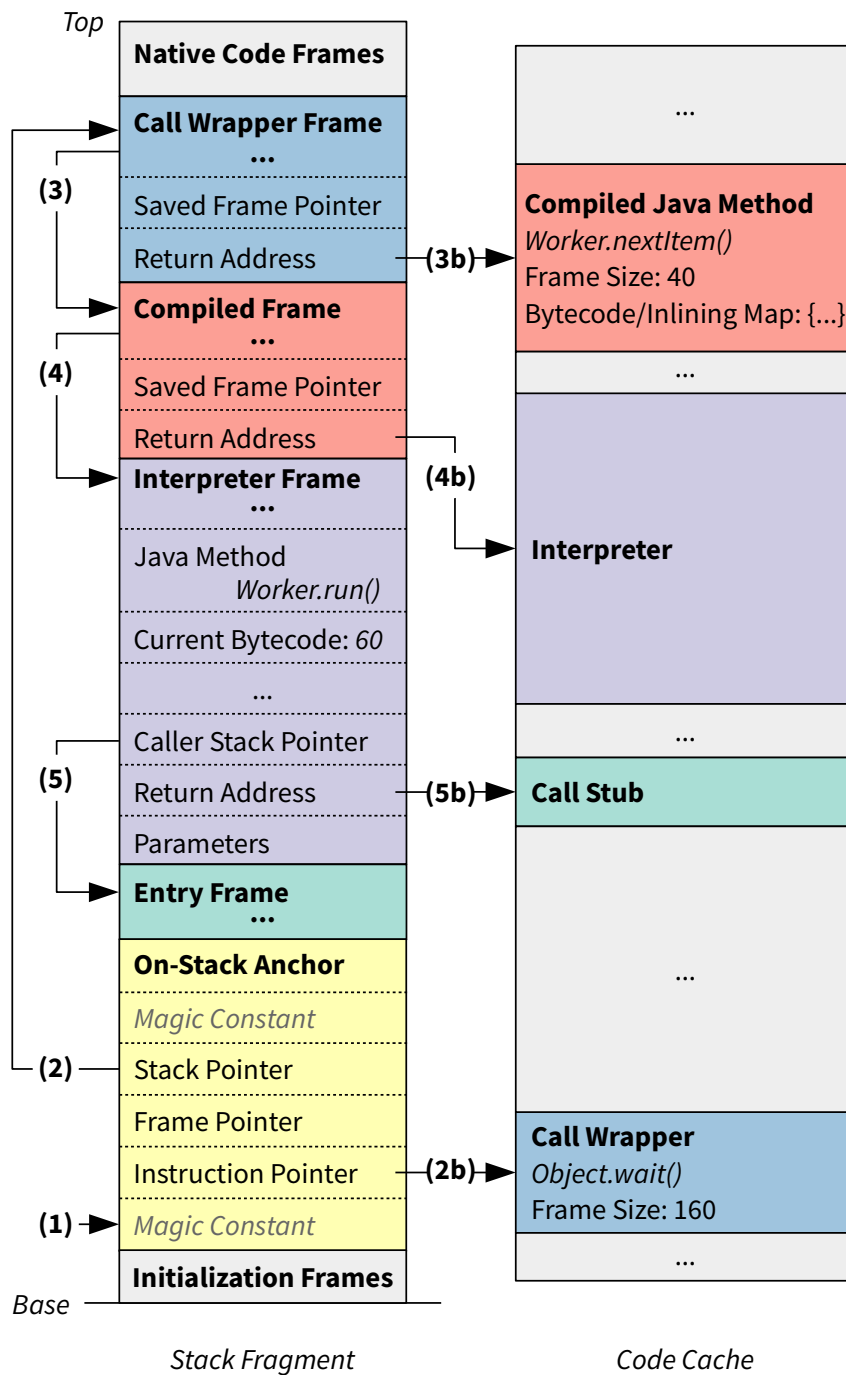 Top
Native Code Frames
Call Wrapper Frame
...
(3)
Saved Frame Pointer
Return Address
(3b)
Compiled Frame
...
(4)
Saved Frame Pointer
Return Address
(4b)
Interpreter Frame
...
Java Method
Worker.run()
Current Bytecode: 60
...
Caller Stack Pointer
(5)
Return Address
(5b)
Parameters
Entry Frame
...
On-Stack Anchor
Magic Constant
(2)
Stack Pointer
Frame Pointer
Instruction Pointer
(2b)
(1)
Magic Constant
Initialization Frames
Base
Stack Fragment
...
Compiled Java Method
Worker.nextItem()
Frame Size: 40
Bytecode/Inlining Map: {...}
...
Interpreter
...
Call Stub
...
Call Wrapper
Object.wait()
Frame Size: 160
...
Code Cache